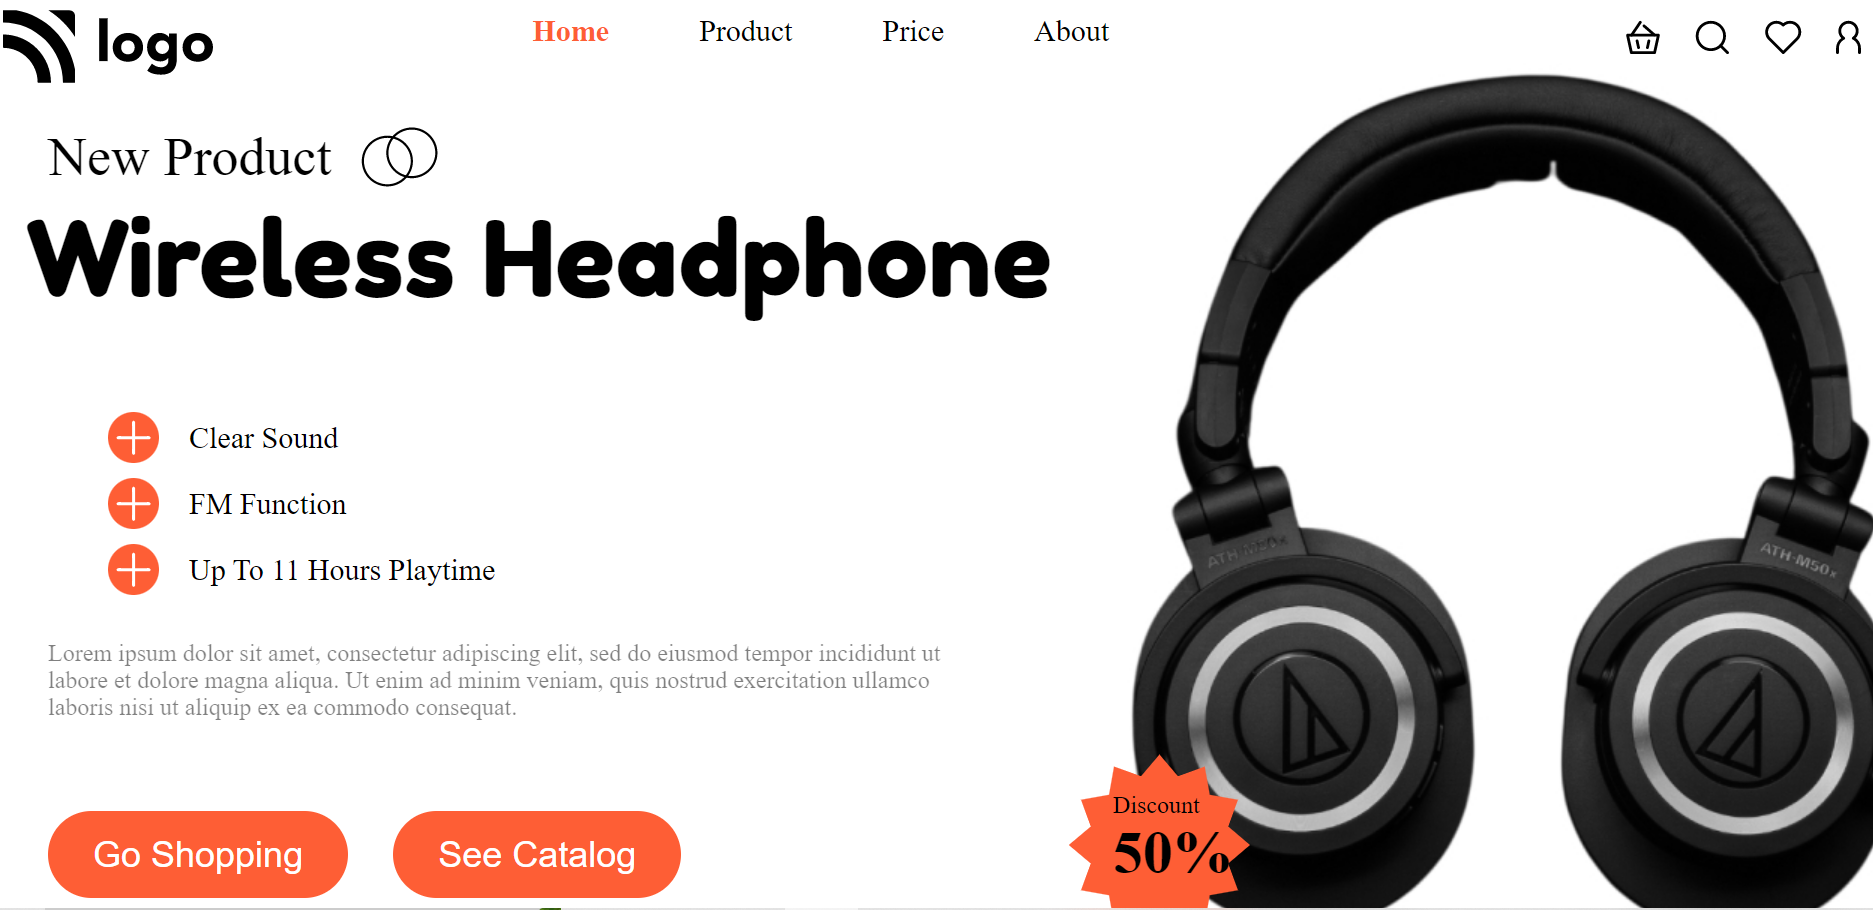 logo
Home Product Price About
New Product
Wireless Headphone
Clear Sound
FM Function
Up To 11 Hours Playtime
Lorem ipsum dolor sit amet, consectetur adipiscing elit, sed do eiusmod tempor incididunt ut
labore et dolore magna aliqua. Ut enim ad minim veniam, quis nostrud exercitation ullamco
laboris nisi ut aliquip ex ea commodo consequat.
Go Shopping See Catalog
Discount
50%
ATH-M50x
ATH-M50x